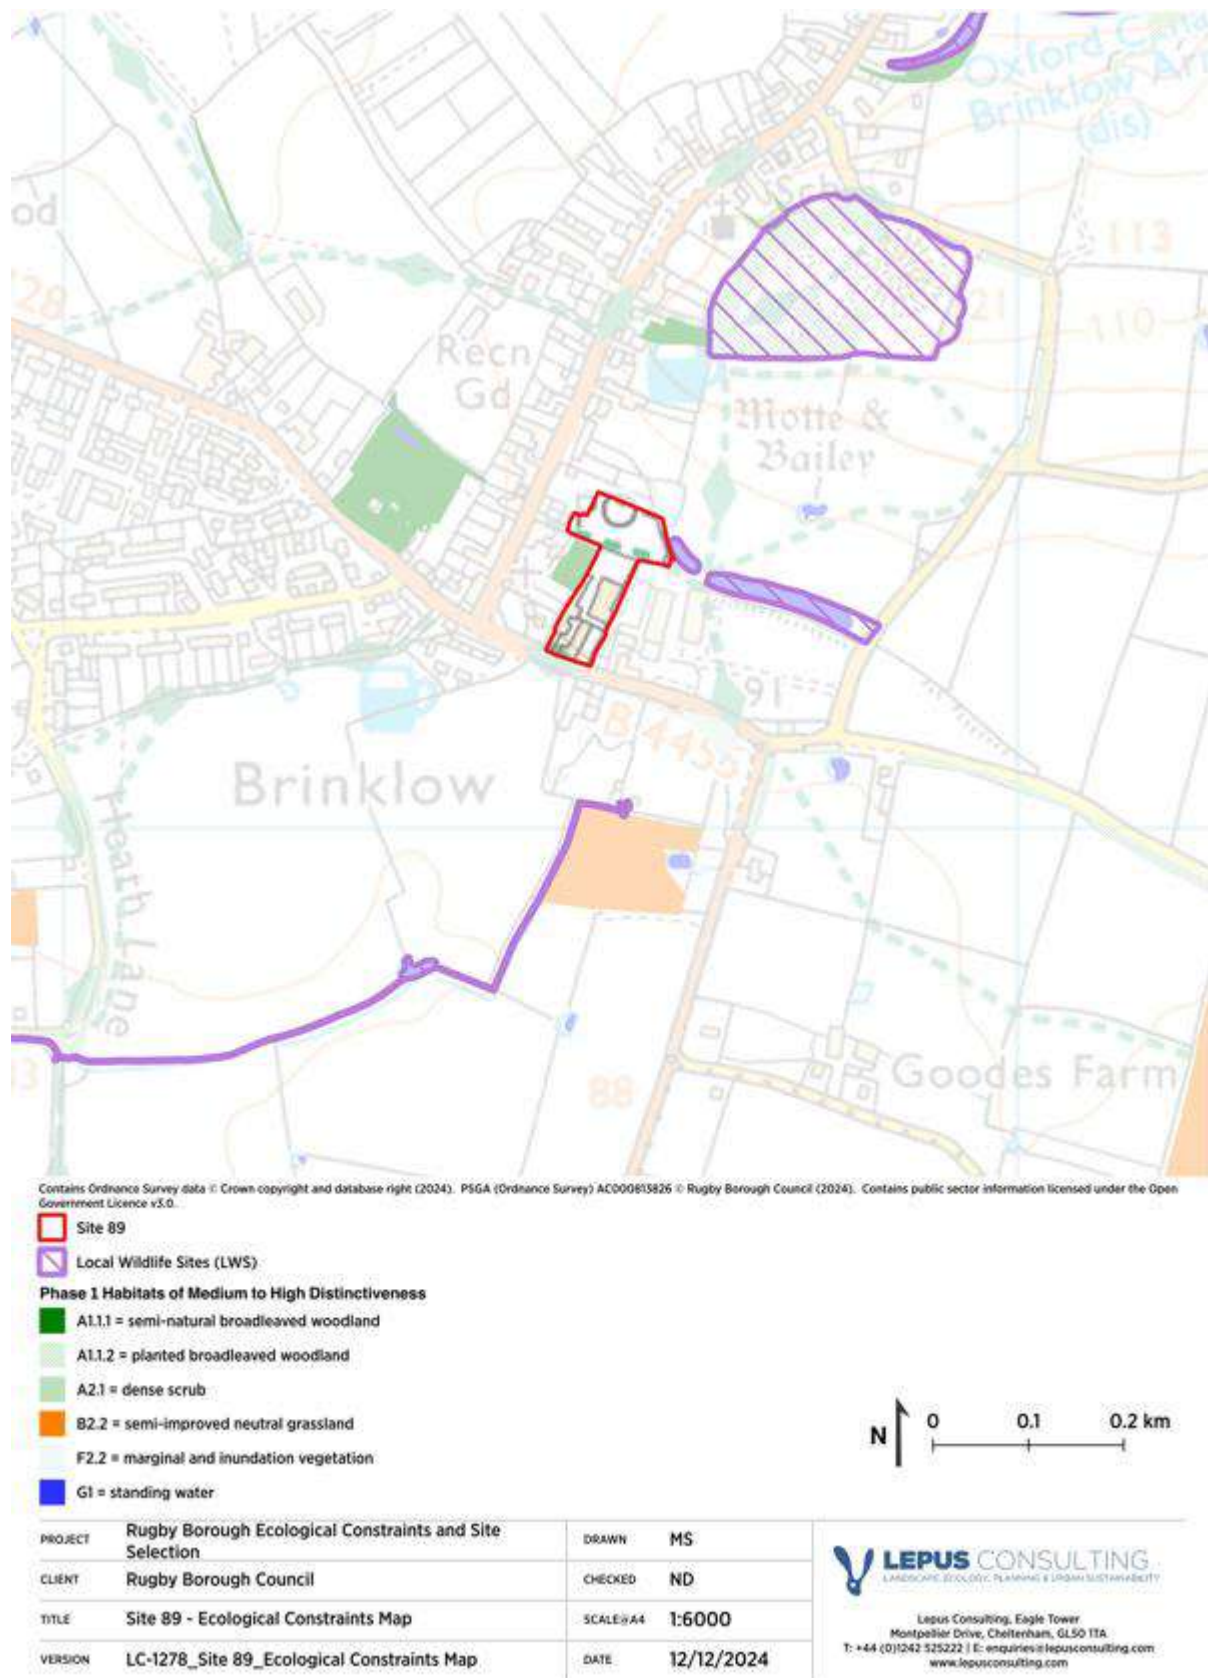 Oxford Cana
Brinklow Arm
(dis)
od
Sch
113
128
121
110
Recn
Gd
Motte &
Bailey
91
B 4455
Brinklow
Heath Lane
Goodes Farm
13
88
Contains Ordnance Survey data © Crown copyright and database right (2024). PSGA (Ordnance Survey) AC000813826 © Rugby Borough Council (2024). Contains public sector information licensed under the Open
Government Licence v3.0.
Site 89
Local Wildlife Sites (LWS)
Phase 1 Habitats of Medium to High Distinctiveness
A1.1.1 = semi-natural broadleaved woodland
A1.1.2 = planted broadleaved woodland
A2.1 = dense scrub
B2.2 = semi-improved neutral grassland
F2.2 = marginal and inundation vegetation
G1 = standing water
N 0 0.1 0.2 km
PROJECT Rugby Borough Ecological Constraints and Site
Selection
DRAWN MS
CLIENT Rugby Borough Council
CHECKED ND
TITLE Site 89 - Ecological Constraints Map
SCALE@A4 1:6000
VERSION LC-1278_Site 89_Ecological Constraints Map
DATE 12/12/2024
LEPUS CONSULTING
LANDSCAPE, ECOLOGY, PLANNING & URBAN SUSTAINABILITY
Lepus Consulting, Eagle Tower
Montpellier Drive, Cheltenham, GL50 1TA
T: +44 (0)1242 525222 | E: enquiries@lepusconsulting.com
www.lepusconsulting.com